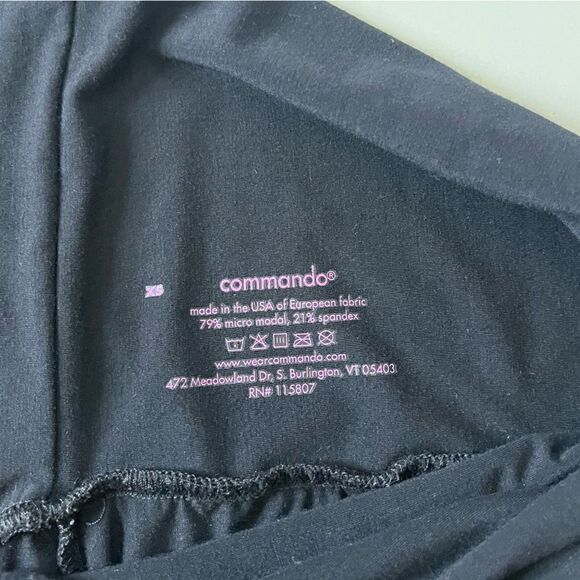 commando®
XS
made in the USA of European fabric
79% micro modal, 21% spandex
www.wearcommando.com
472 Meadowland Dr, S. Burlington, VT 05403
RN# 115807